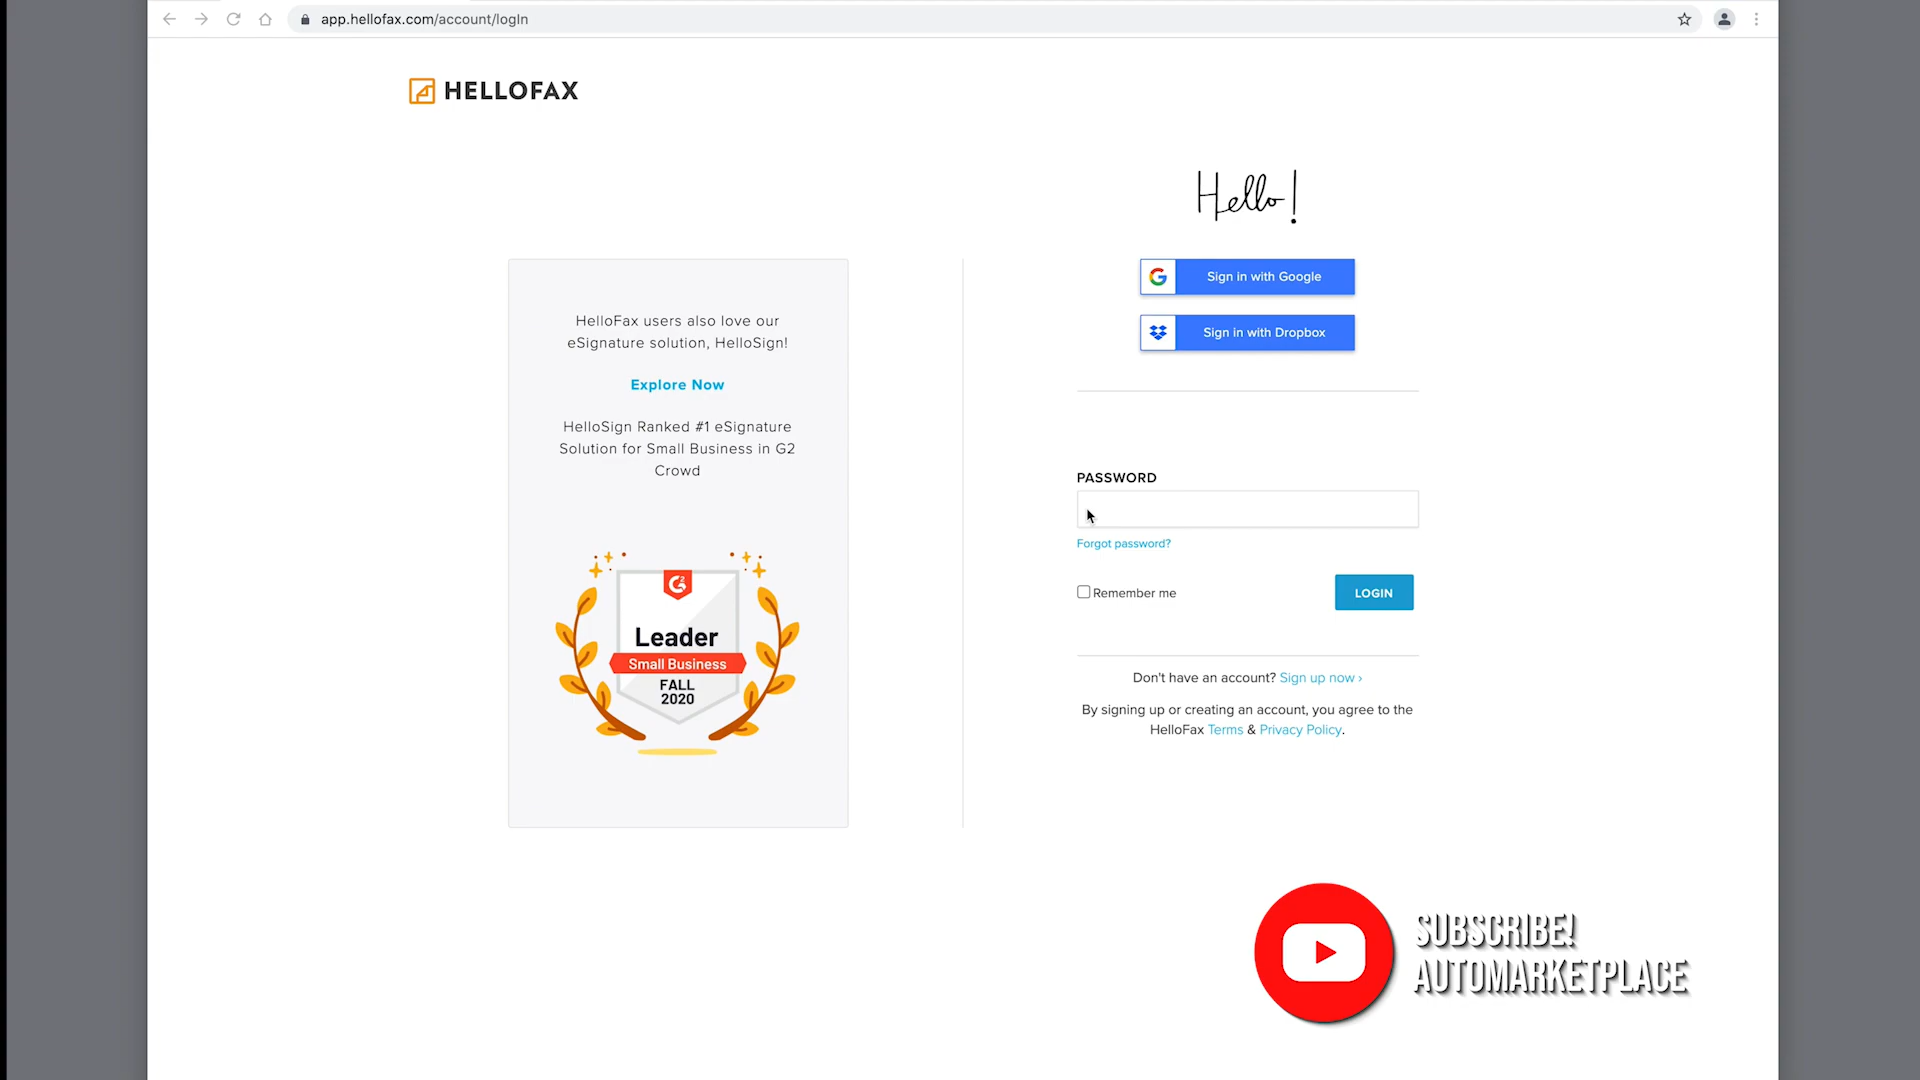 app.hellofax.com/account/logIn
HELLOFAX
Hello!
Sign in with Google
Sign in with Dropbox
HelloFax users also love our
eSignature solution, HelloSign!
Explore Now
HelloSign Ranked #1 eSignature
Solution for Small Business in G2
Crowd
G2
Leader
Small Business
FALL
2020
PASSWORD
Forgot password?
Remember me
LOGIN
Don't have an account? Sign up now ›
By signing up or creating an account, you agree to the
HelloFax Terms & Privacy Policy.
SUBSCRIBE!
AUTOMARKETPLACE